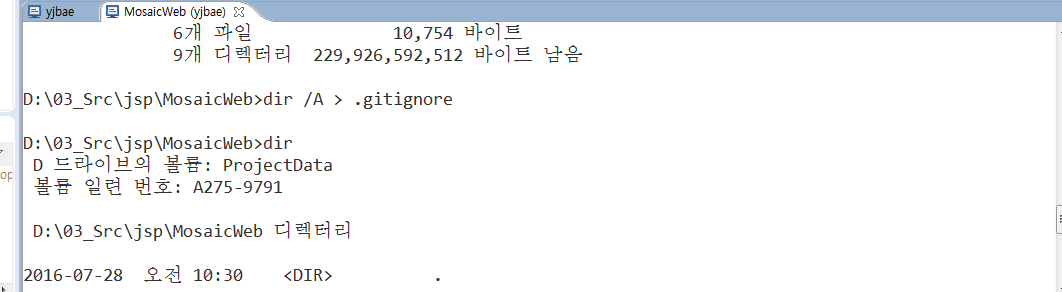 yjbae MosaicWeb (yjbae)
6개 파일 10,754 바이트
9개 디렉터리 229,926,592,512 바이트 남음
D:\03_Src\jsp\MosaicWeb>dir /A > .gitignore
D:\03_Src\jsp\MosaicWeb>dir
D 드라이브의 볼륨: ProjectData
볼륨 일련 번호: A275-9791
D:\03_Src\jsp\MosaicWeb 디렉터리
2016-07-28 오전 10:30 <DIR> .